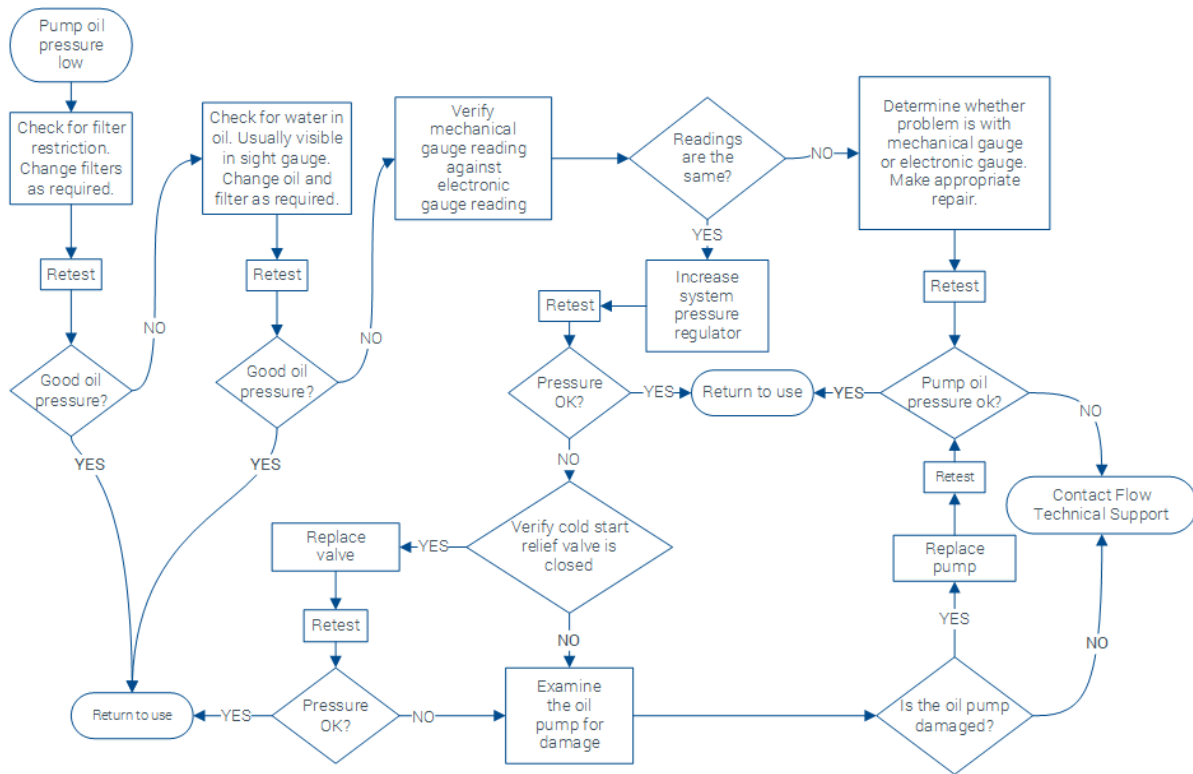 Pump oil
pressure
low
Check for filter
restriction.
Change filters
as required.
Retest
Good oil
pressure?
NO
YES
Check for water in
oil. Usually visible
in sight gauge.
Change oil and
filter as required.
Retest
Good oil
pressure?
NO
YES
Verify
mechanical
gauge reading
against
electronic
gauge reading
Readings
are the
same?
NO
YES
Determine whether
problem is with
mechanical gauge
or electronic gauge.
Make appropriate
repair.
Retest
Increase
system
pressure
regulator
Retest
Pressure
OK?
YES
Return to use
YES
Pump oil
pressure ok?
NO
NO
Retest
Contact Flow
Technical Support
Verify cold start
relief valve is
closed
YES
Replace
valve
Replace
pump
Retest
NO
YES
NO
Return to use
YES
Pressure
OK?
NO
Examine
the oil
pump for
damage
Is the oil pump
damaged?